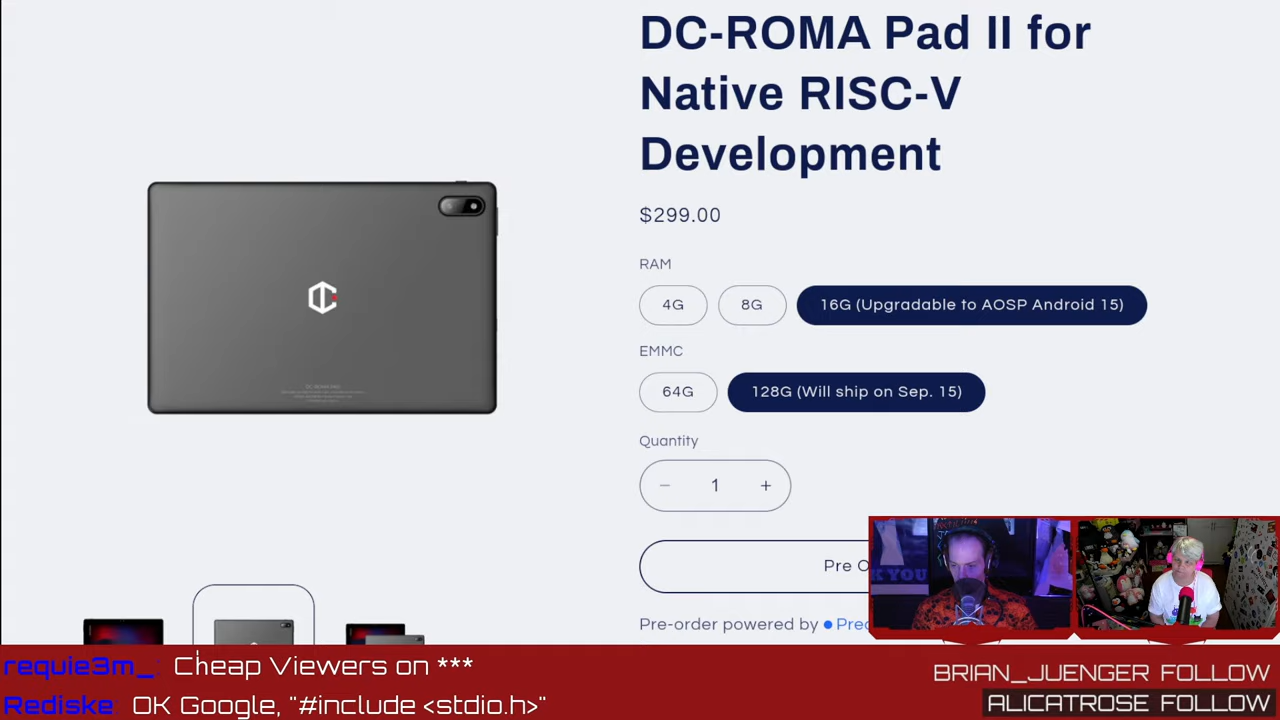 DC-ROMA Pad II for
Native RISC-V
Development
$299.00
RAM
4G
8G
16G (Upgradable to AOSP Android 15)
EMMC
64G
128G (Will ship on Sep. 15)
Quantity
− 1 +
Pre O
Pre-order powered by Prec
K YOU
requie3m_: Cheap Viewers on ***
Rediske: OK Google, "#include <stdio.h>"
BRIAN_JUENGER FOLLOW
ALICATROSE FOLLOW